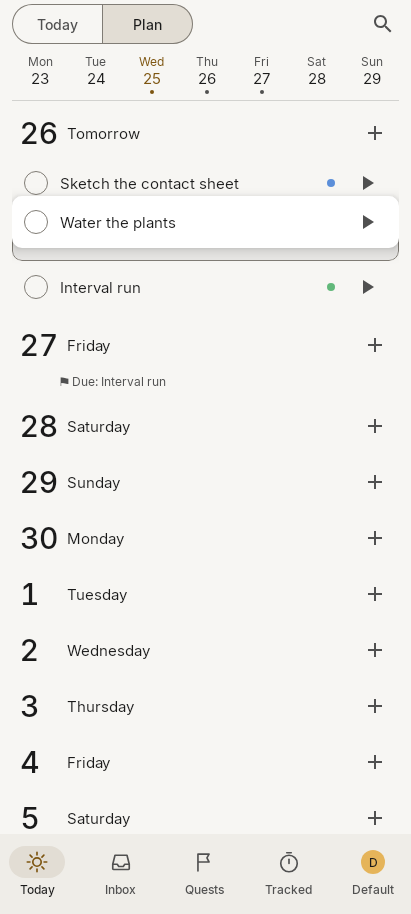 Today Plan
Mon Tue Wed Thu Fri Sat Sun
23 24 25 26 27 28 29
26 Tomorrow
Sketch the contact sheet
Water the plants
Interval run
27 Friday
Due: Interval run
28 Saturday
29 Sunday
30 Monday
1 Tuesday
2 Wednesday
3 Thursday
4 Friday
5 Saturday
D
Today Inbox Quests Tracked Default